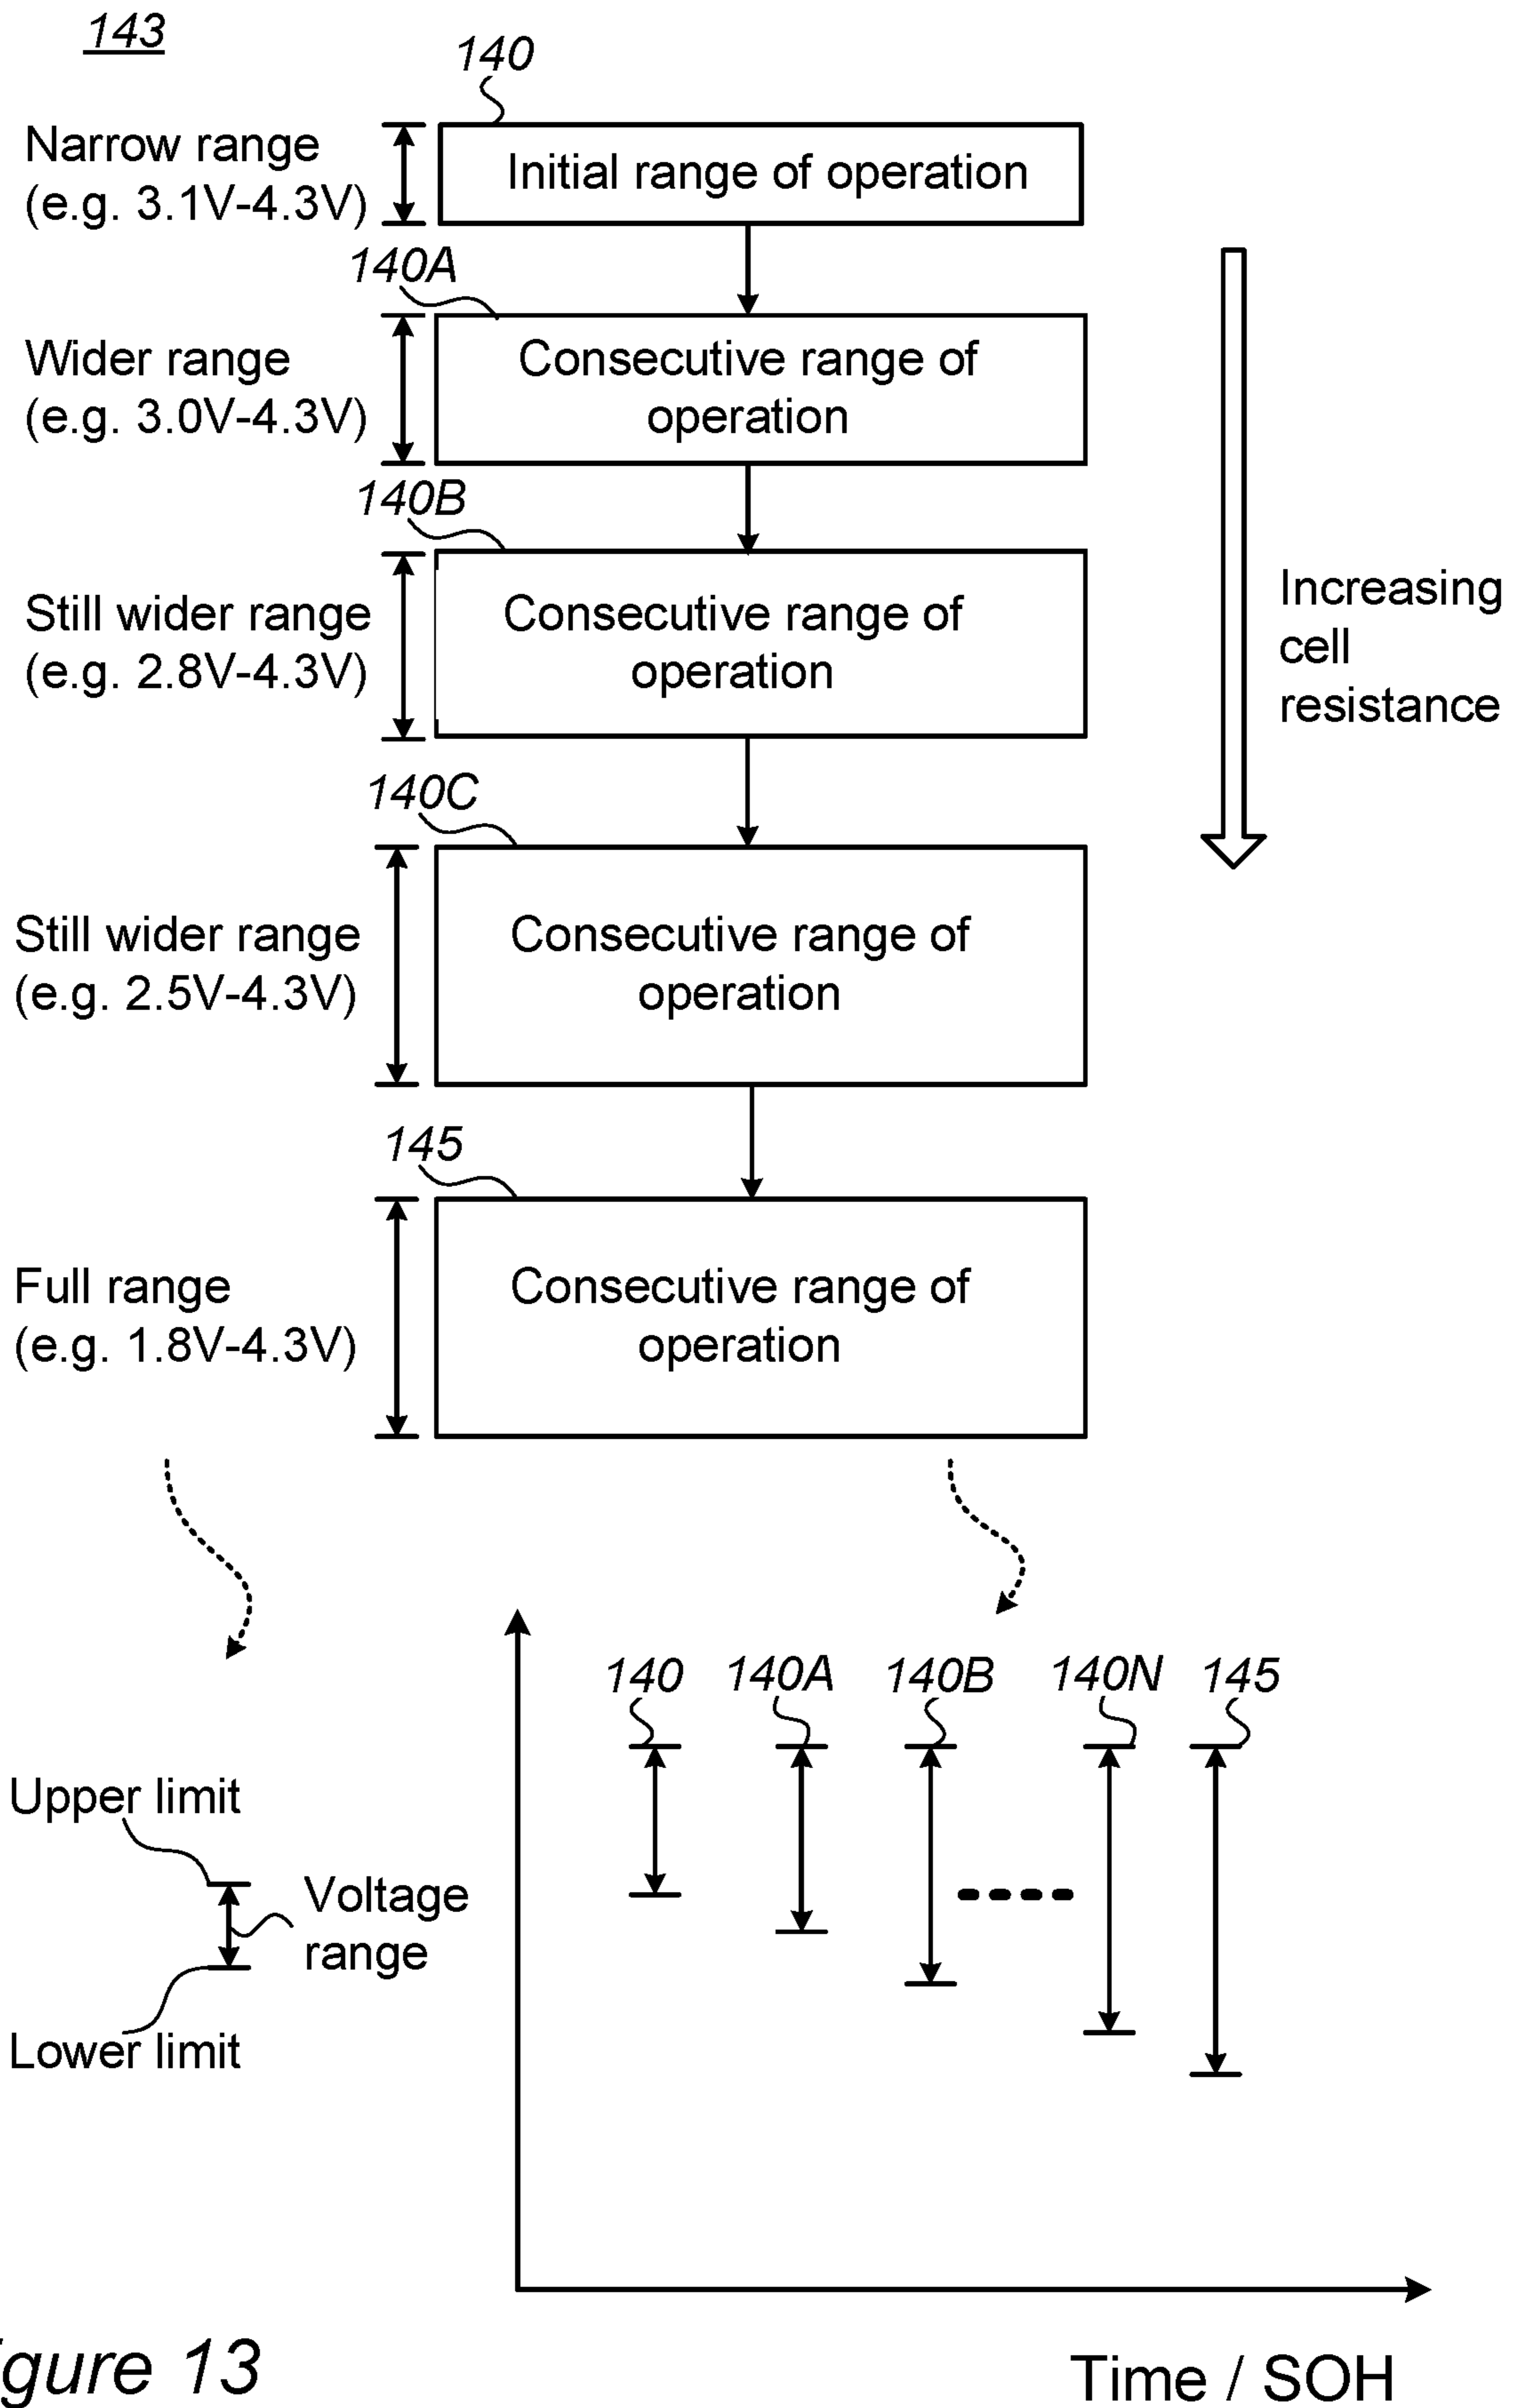 143
140
Narrow range
(e.g. 3.1V-4.3V)
Initial range of operation
140A
Wider range
(e.g. 3.0V-4.3V)
Consecutive range of
operation
140B
Still wider range
(e.g. 2.8V-4.3V)
Consecutive range of
operation
Increasing
cell
resistance
140C
Still wider range
(e.g. 2.5V-4.3V)
Consecutive range of
operation
145
Full range
(e.g. 1.8V-4.3V)
Consecutive range of
operation
140
140A
140B
140N
145
Upper limit
Voltage
range
Lower limit
gure 13
Time / SOH